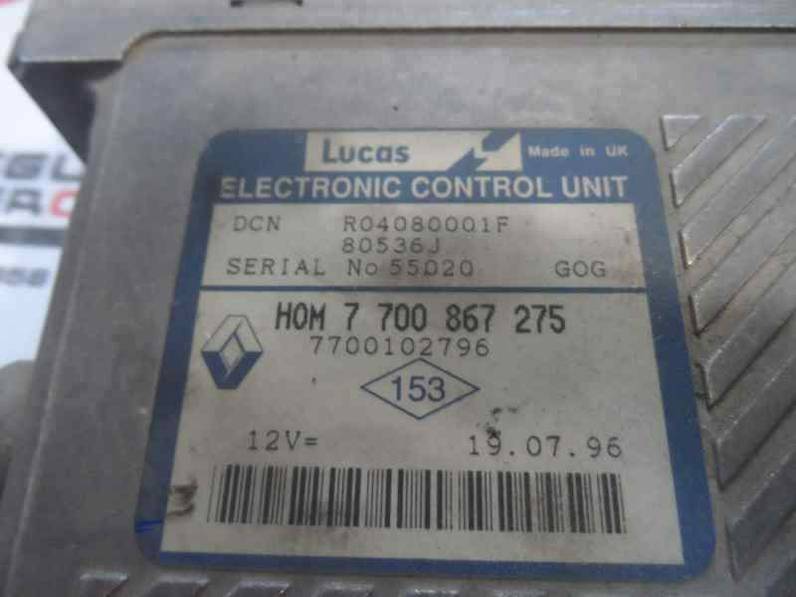 Lucas Made in UK
ELECTRONIC CONTROL UNIT
DCN R04080001F
80536J
SERIAL No 55020 GOG
HOM 7 700 867 275
7700102796
153
12V= 19.07.96